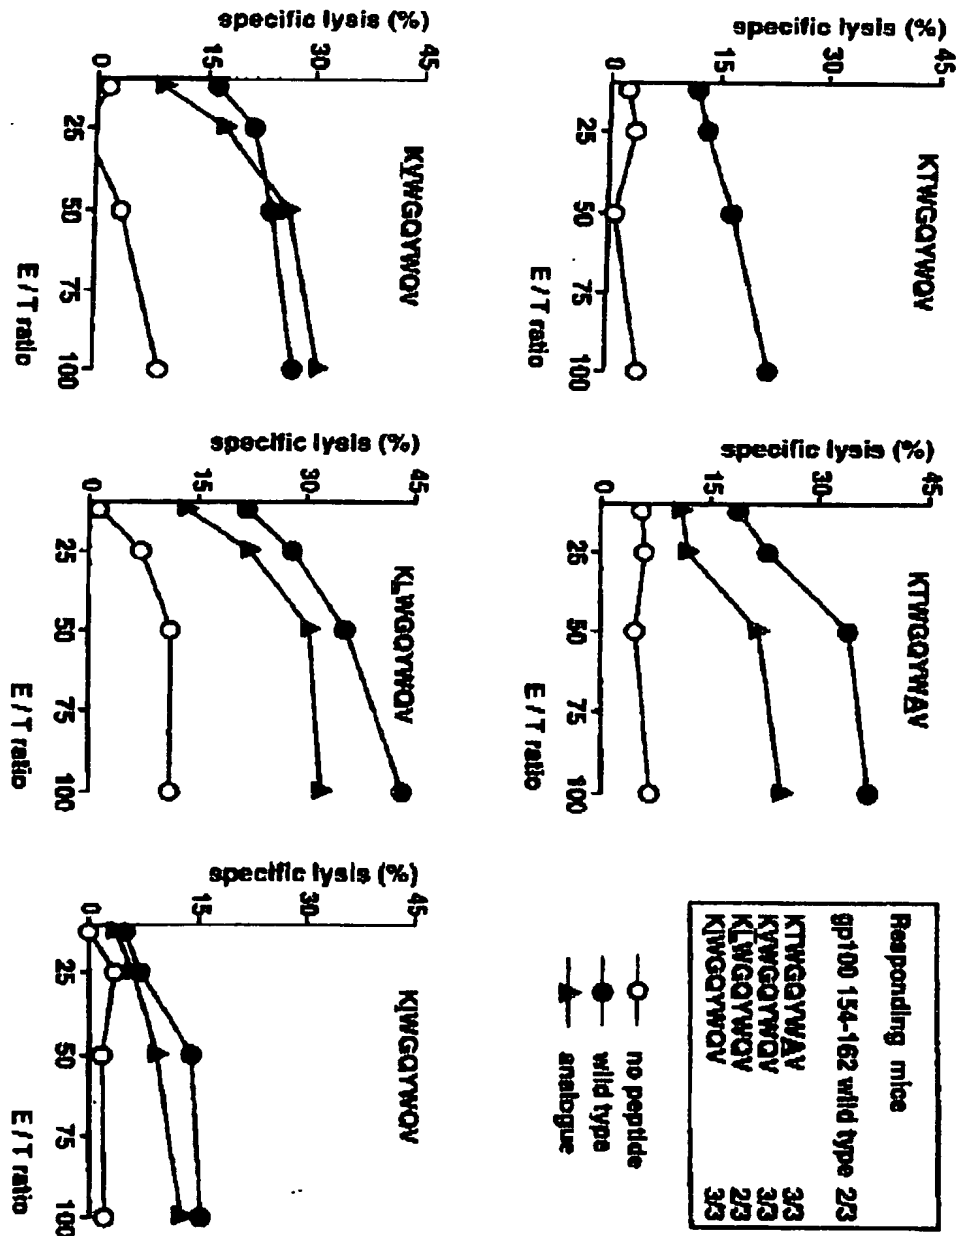 KTWGQYWQV
specific lysis (%)
45
30
15
0
25
50
75
100
E / T ratio
KTWGQYWAV
specific lysis (%)
45
30
15
0
25
50
75
100
E / T ratio
Responding mice
gp100 154-162 wild type 2/3
KTWGQYWAV 3/3
KVWGQYWQV 3/3
KLWGQYWQV 2/3
KIWGQYWQV 3/3
no peptide
wild type
analogue
KVWGQYWQV
specific lysis (%)
45
30
15
0
25
50
75
100
E / T ratio
KLWGQYWQV
specific lysis (%)
45
30
15
0
25
50
75
100
E / T ratio
KIWGQYWQV
specific lysis (%)
45
30
15
0
25
50
75
100
E / T ratio